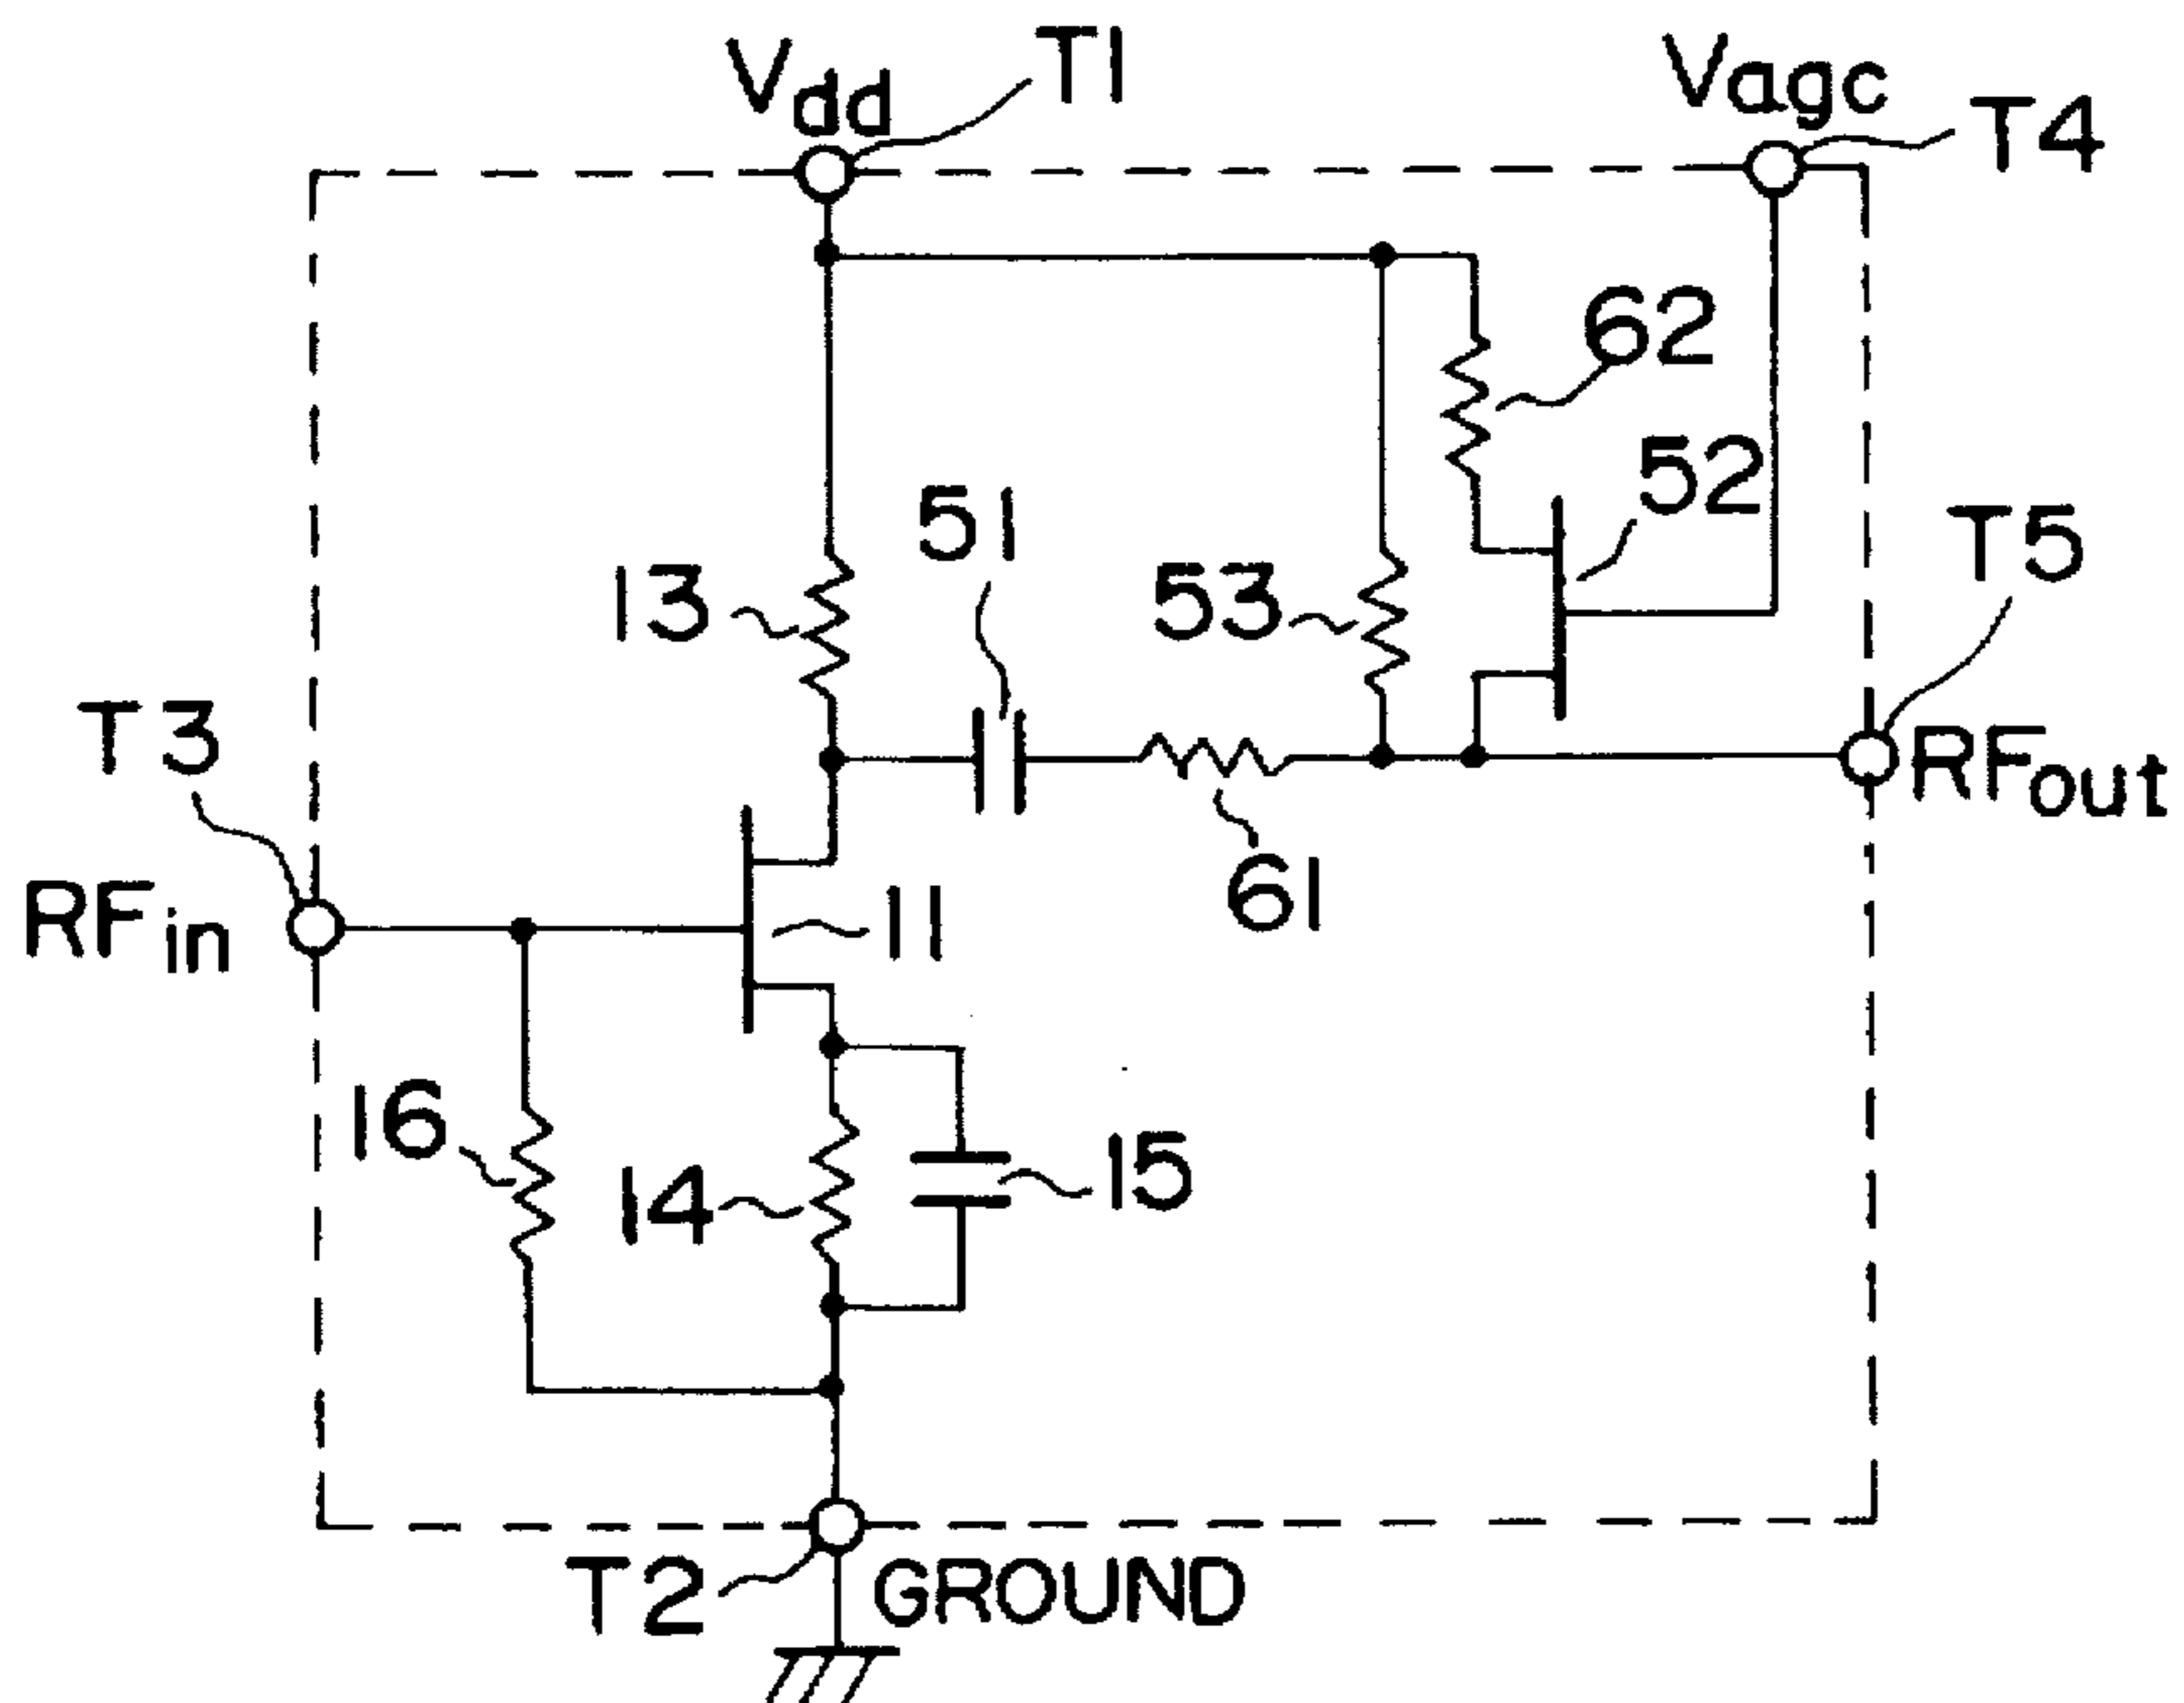 Vdd
T1
Vagc
T4
62
52
51
T5
13
53
T3
RFout
61
RFin
11
16
15
14
T2
GROUND